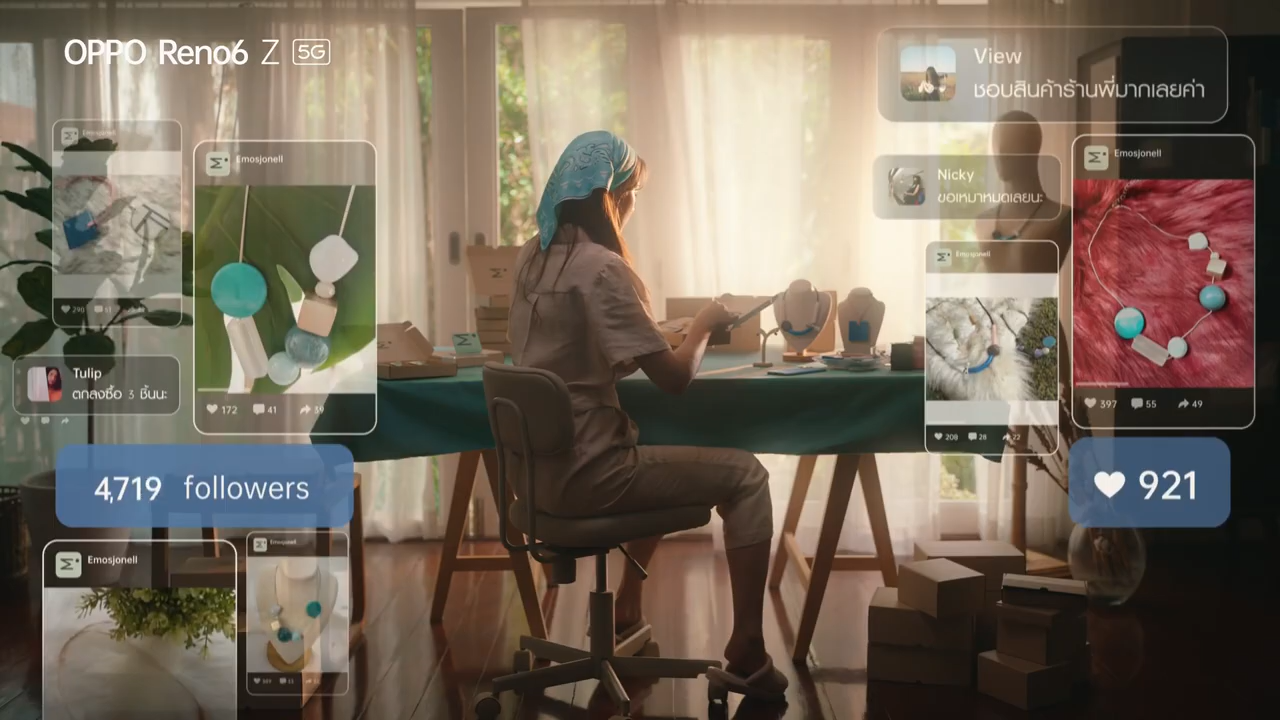 OPPO Reno6 Z 5G
View
ชอบสินค้าร้านพี่มากเลยค่า
Emosjonell
Emosjonell
Emosjonell
Nicky
ขอเหมาหมดเลยนะ
Emosjonell
290
172 41 39
Tulip
ตกลงซื้อ 3 ชิ้นนะ
208 28 22
397 55 49
4,719 followers
921
Emosjonell
Emosjonell